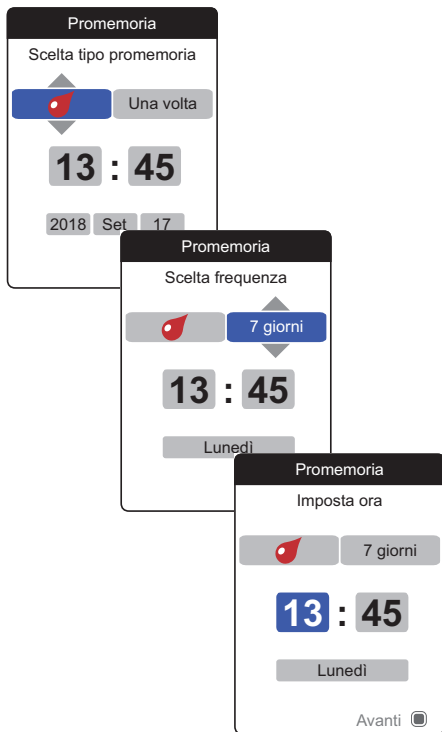 Promemoria
Scelta tipo promemoria
Una volta
13 : 45
2018 Set 17
Promemoria
Scelta frequenza
7 giorni
13 : 45
Lunedì
Promemoria
Imposta ora
7 giorni
13 : 45
Lunedì
Avanti